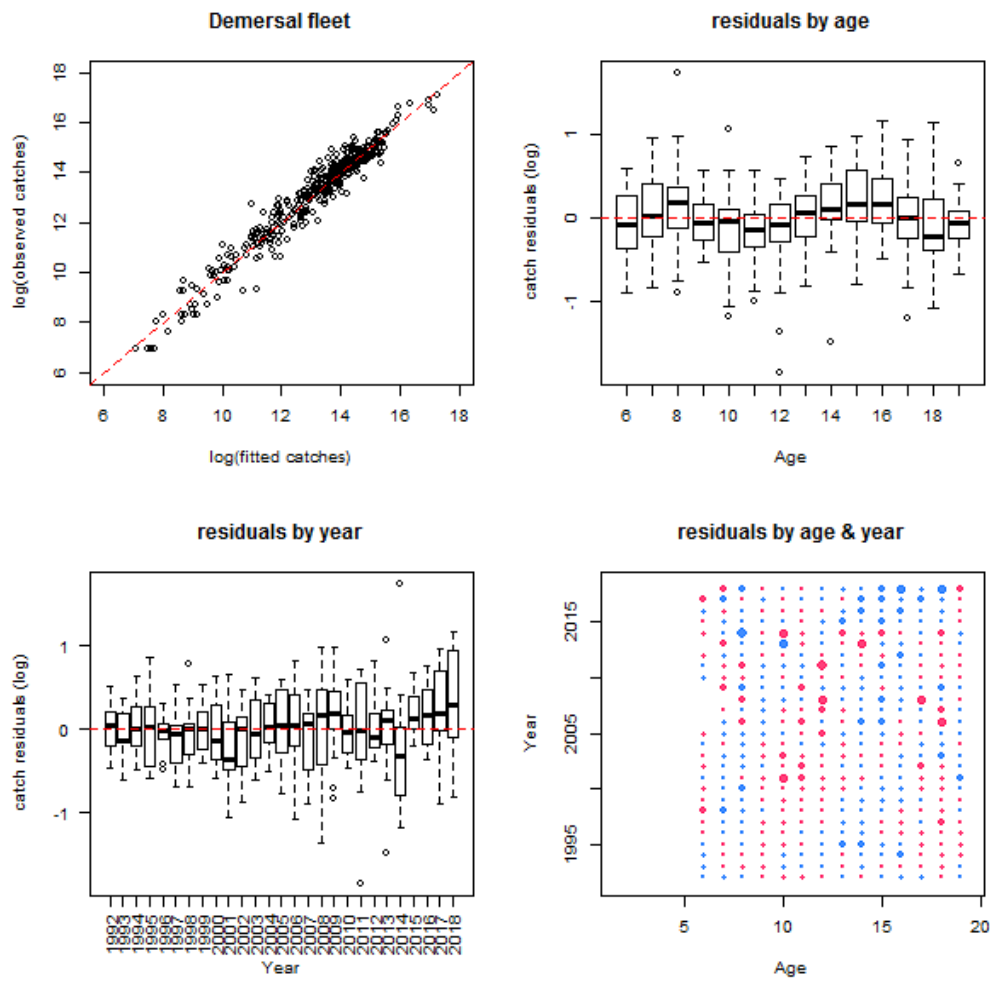 Demersal fleet
log(observed catches)
18
16
14
12
10
8
6
6 8 10 12 14 16 18
log(fitted catches)
residuals by age
catch residuals (log)
1
0
-1
6 8 10 12 14 16 18
Age
residuals by year
catch residuals (log)
1
0
-1
1992 1993 1994 1995 1996 1997 1998 1999 2000 2001 2002 2003 2004 2005 2006 2007 2008 2009 2010 2011 2012 2013 2014 2015 2016 2017 2018
Year
residuals by age & year
Year
2015
2005
1995
5 10 15 20
Age